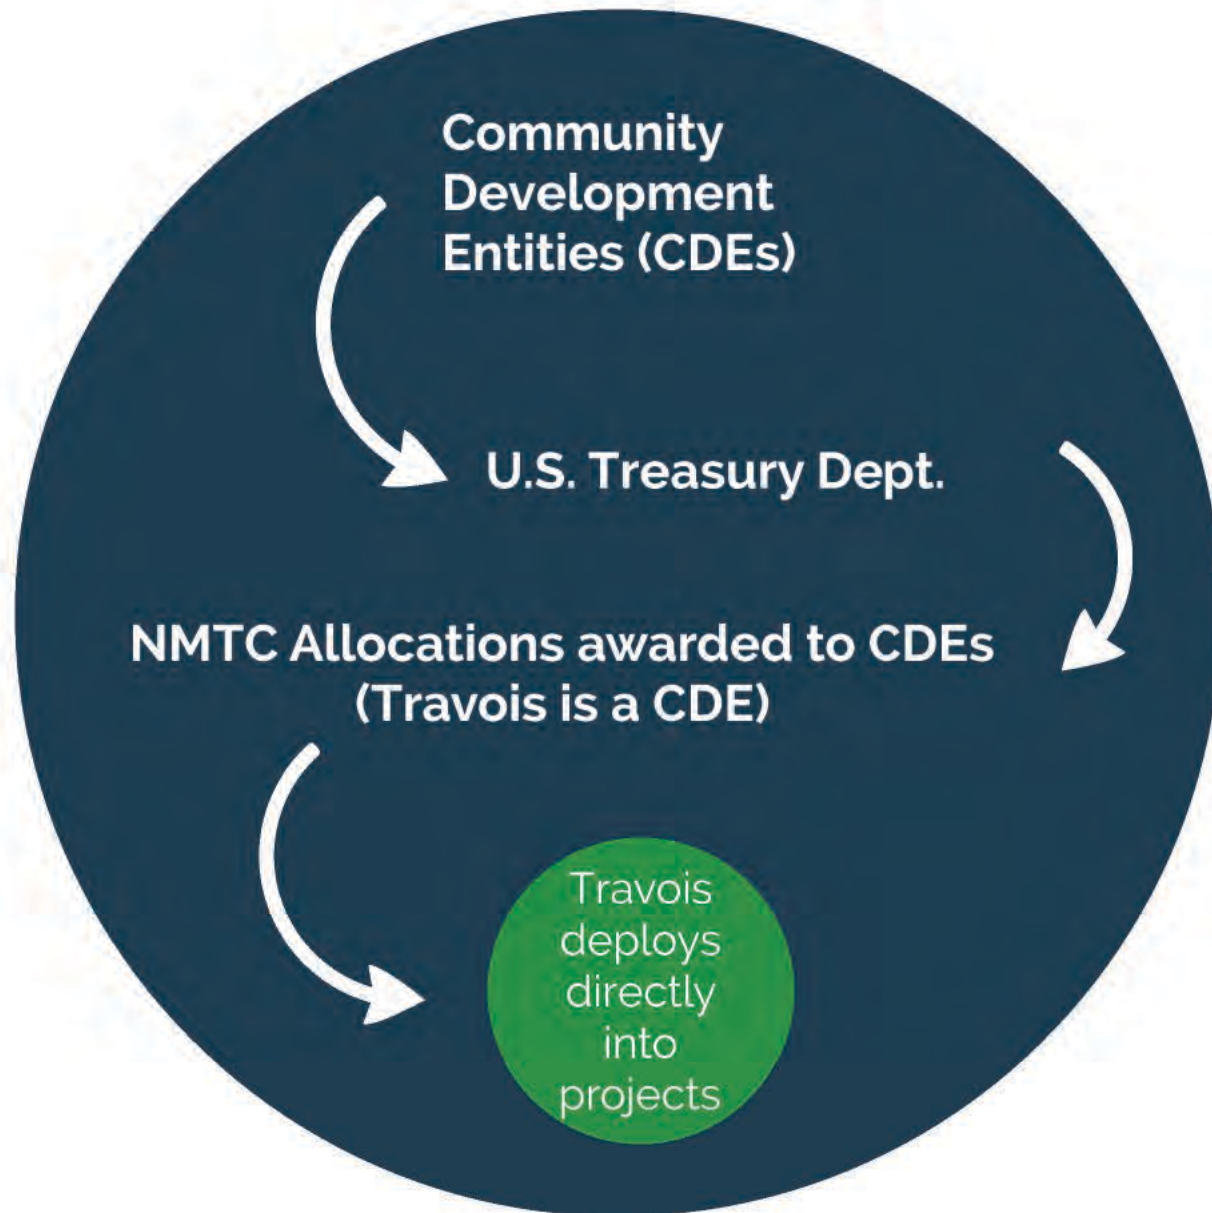 Community
Development
Entities (CDEs)
U.S. Treasury Dept.
NMTC Allocations awarded to CDEs
(Travois is a CDE)
Travois
deploys
directly
into
projects